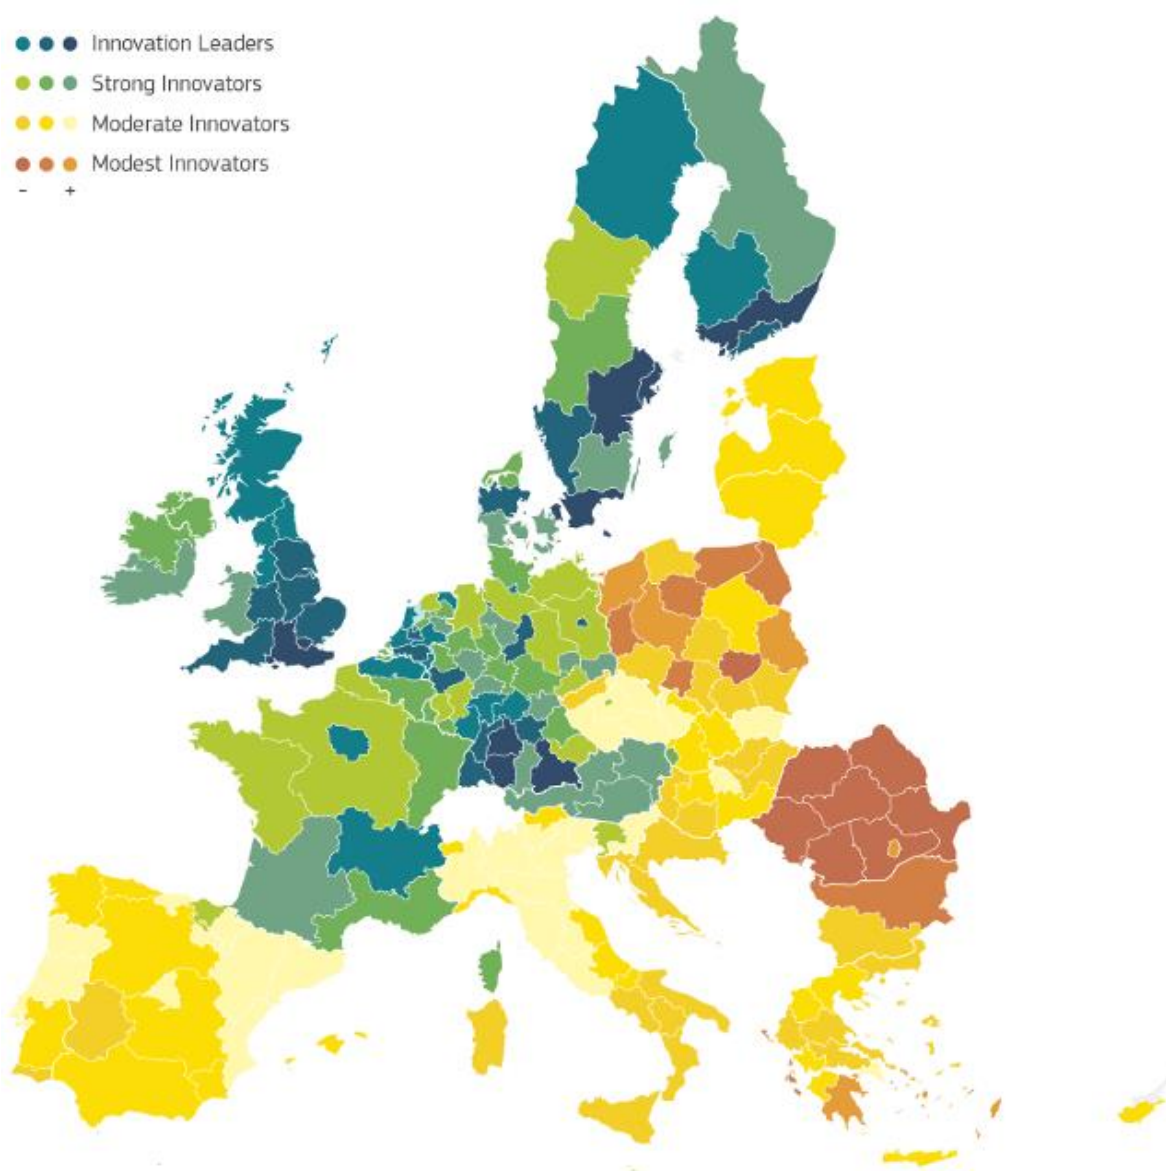 Innovation Leaders
Strong Innovators
Moderate Innovators
Modest Innovators
- +